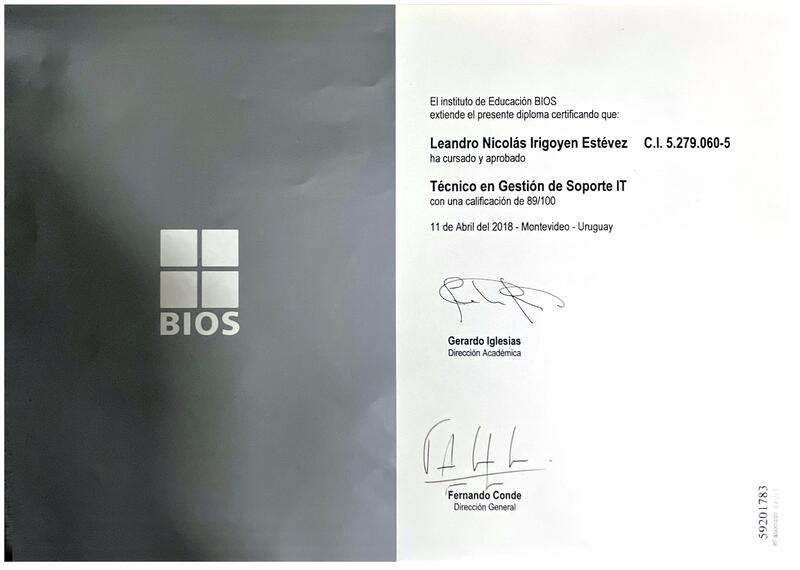 BIOS
El instituto de Educación BIOS
extiende el presente diploma certificando que:
Leandro Nicolás Irigoyen Estévez C.I. 5.279.060-5
ha cursado y aprobado
Técnico en Gestión de Soporte IT
con una calificación de 89/100
11 de Abril del 2018 - Montevideo - Uruguay
Gerardo Iglesias
Dirección Académica
Fernando Conde
Dirección General
59201783